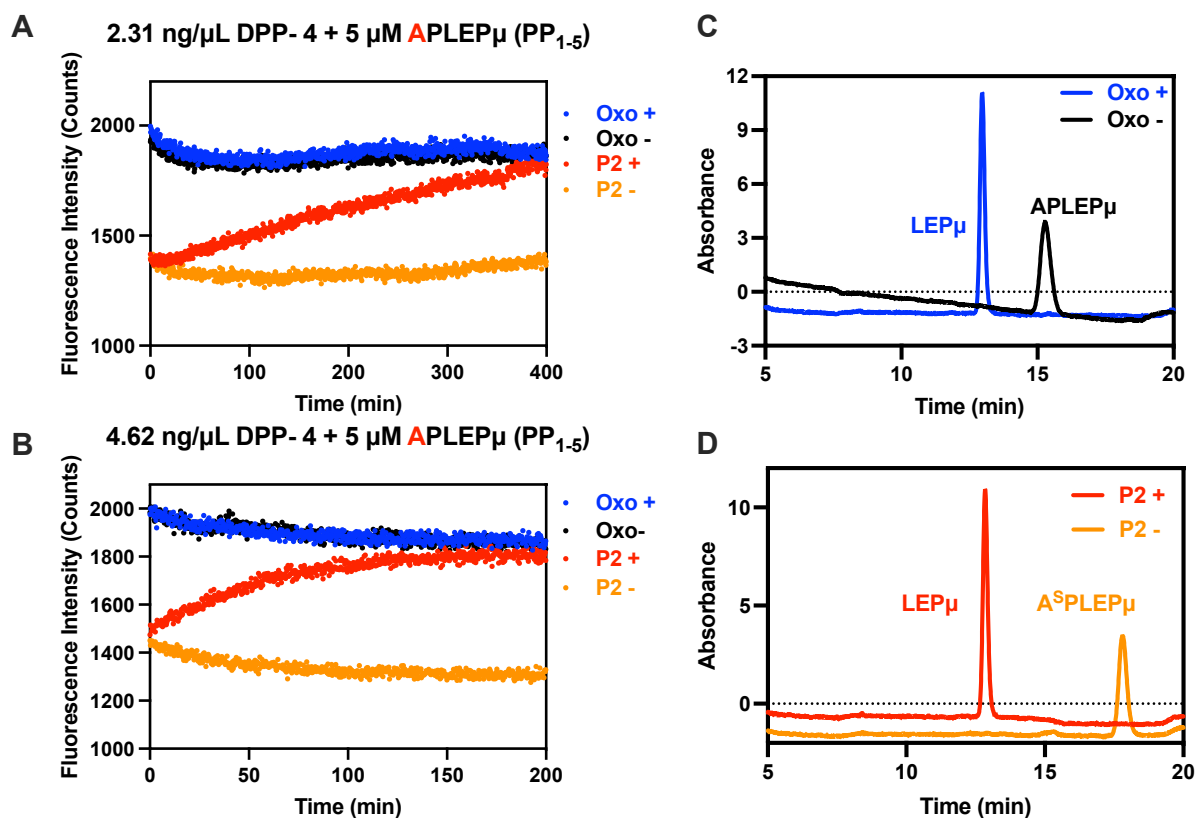 A
2.31 ng/µL DPP- 4 + 5 µM APLEPµ (PP1-5)
Fluorescence Intensity (Counts)
2000
1500
1000
0
100
200
300
400
Time (min)
Oxo +
Oxo -
P2 +
P2 -
B
4.62 ng/µL DPP- 4 + 5 µM APLEPµ (PP1-5)
Fluorescence Intensity (Counts)
2000
1800
1600
1400
1200
1000
0
50
100
150
200
Time (min)
Oxo +
Oxo-
P2 +
P2 -
C
Absorbance
12
9
6
3
0
-3
5
10
15
20
Time (min)
Oxo +
Oxo -
LEPµ
APLEPµ
D
Absorbance
10
5
0
5
10
15
20
Time (min)
P2 +
P2 -
LEPµ
ASPLEPµ